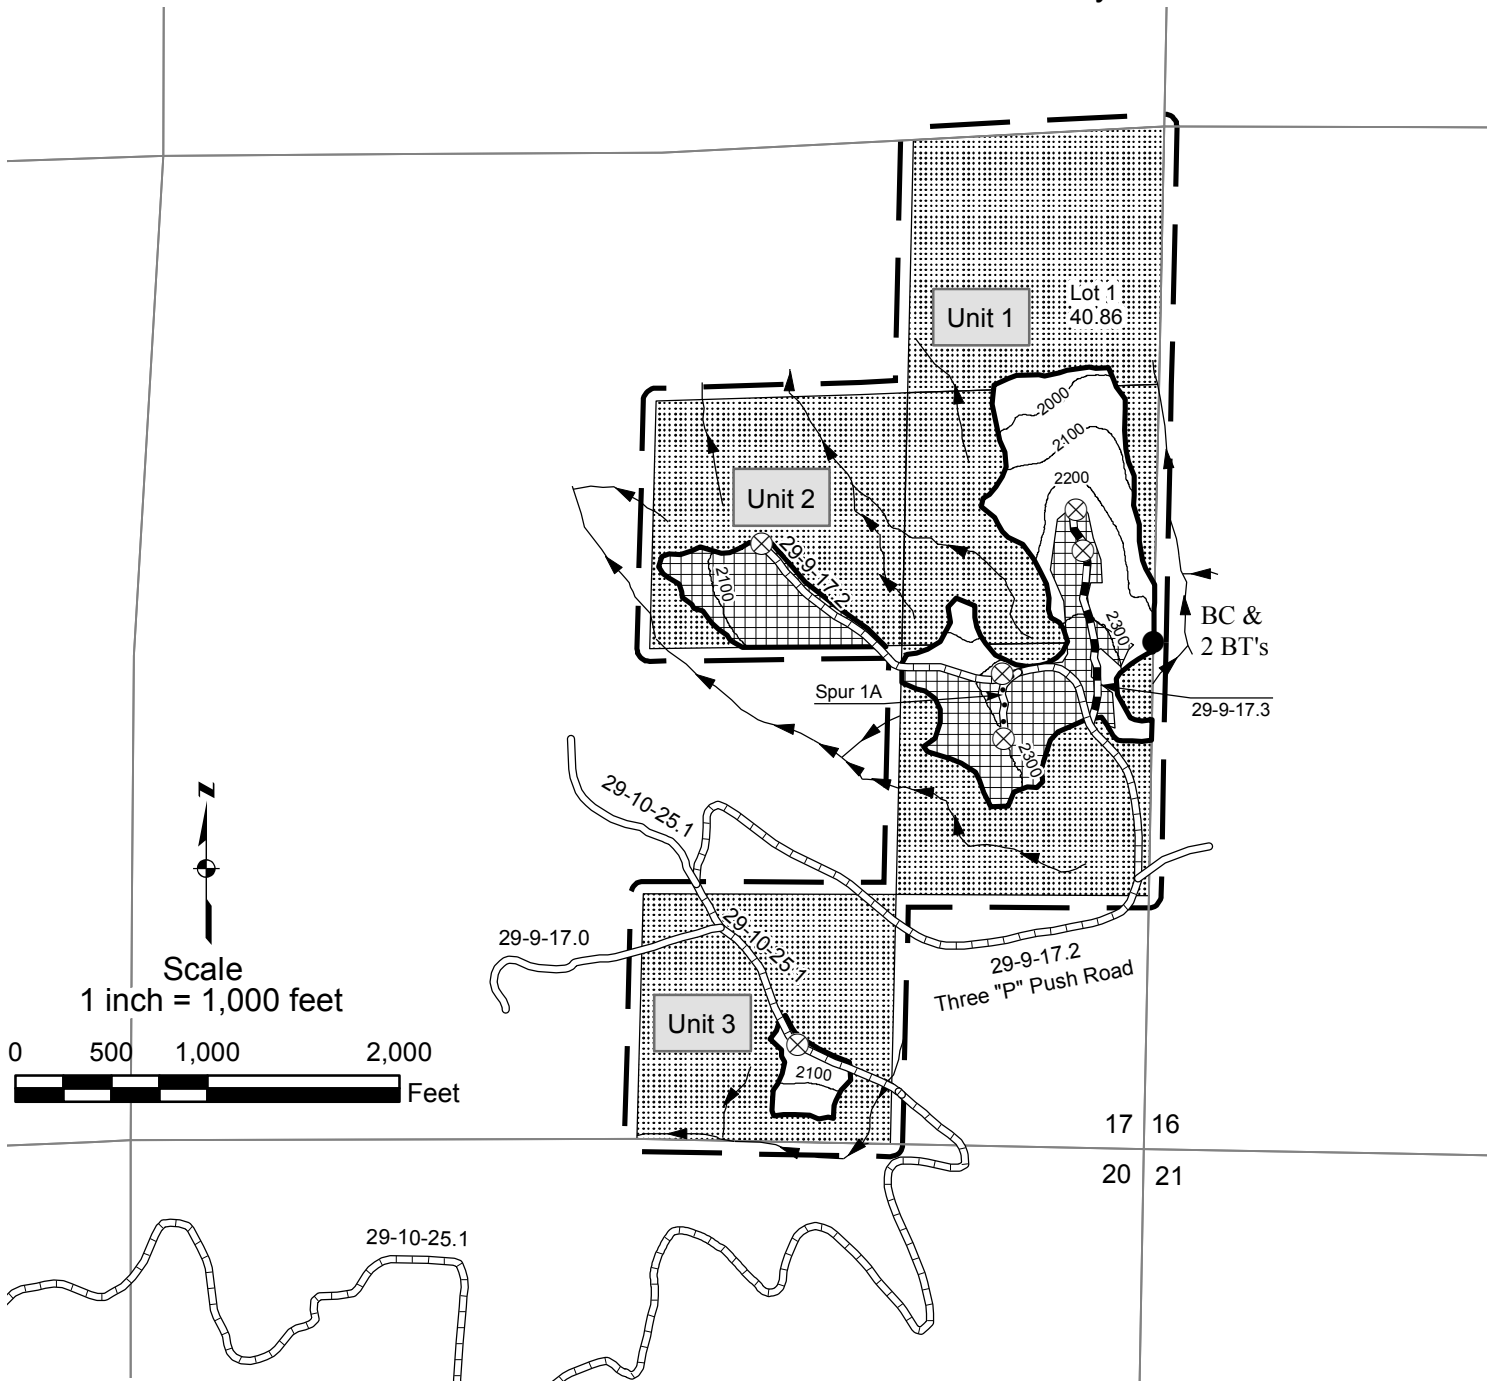 Lot 1
Unit 1
40.86
2000
2100
2200
Unit 2
29-9-17.2
2100
2300
BC &
2 BT's
Spur 1A
29-9-17.3
2300
29-10-25.1
z
29-10-25.1
29-9-17.0
29-9-17.2
Three "P" Push Road
Scale
1 inch = 1,000 feet
Unit 3
0 500 1,000 2,000
Feet
2100
17 16
20 21
29-10-25.1